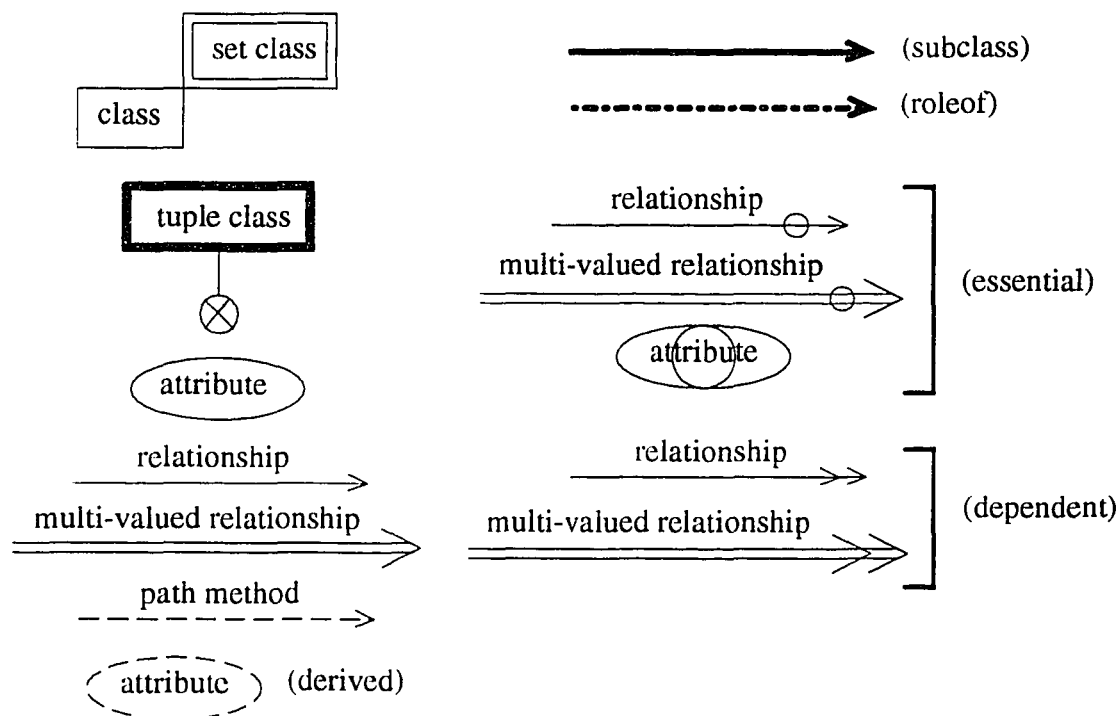 set class
class
tuple class
attribute
relationship
multi-valued relationship
path method
attribute (derived)
(subclass)
(roleof)
relationship
multi-valued relationship
attribute
(essential)
relationship
multi-valued relationship
(dependent)